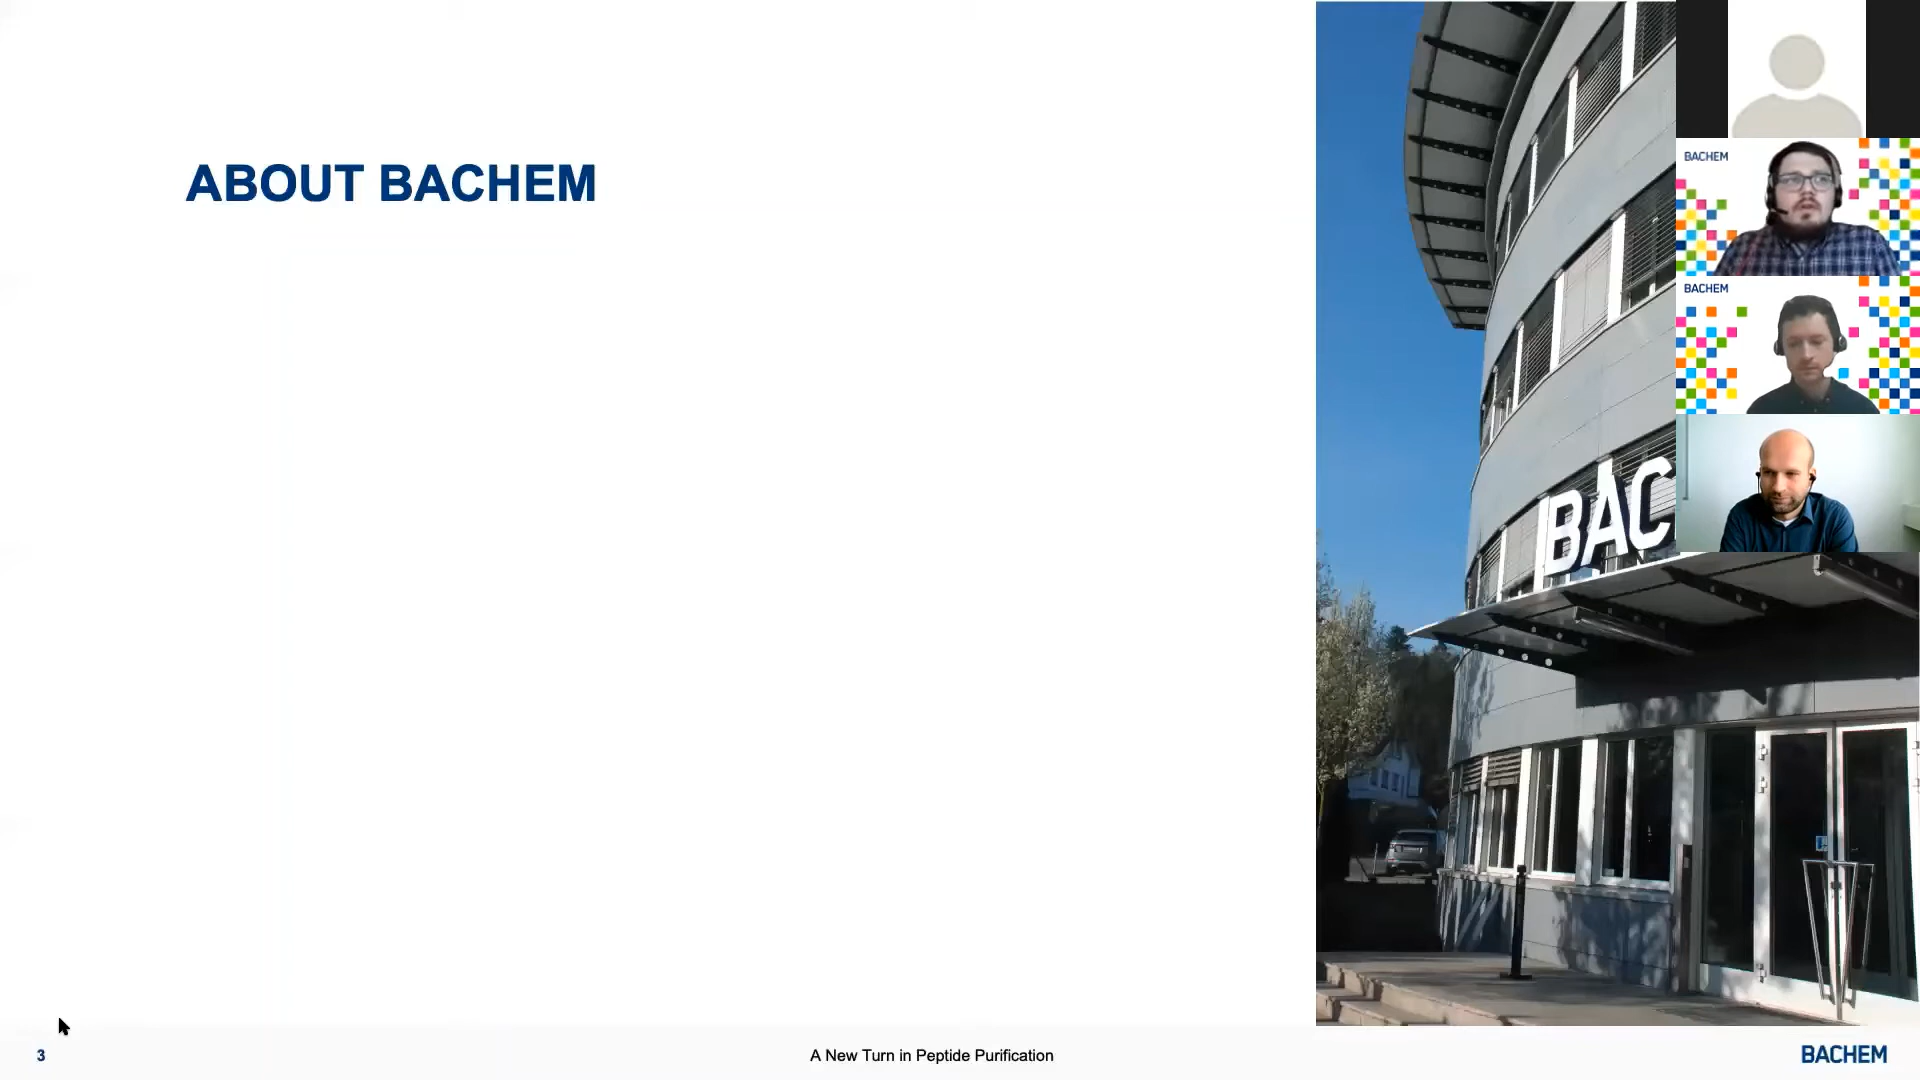 ABOUT BACHEM
BACHEM
BACHEM
BAC
3
A New Turn in Peptide Purification
BACHEM